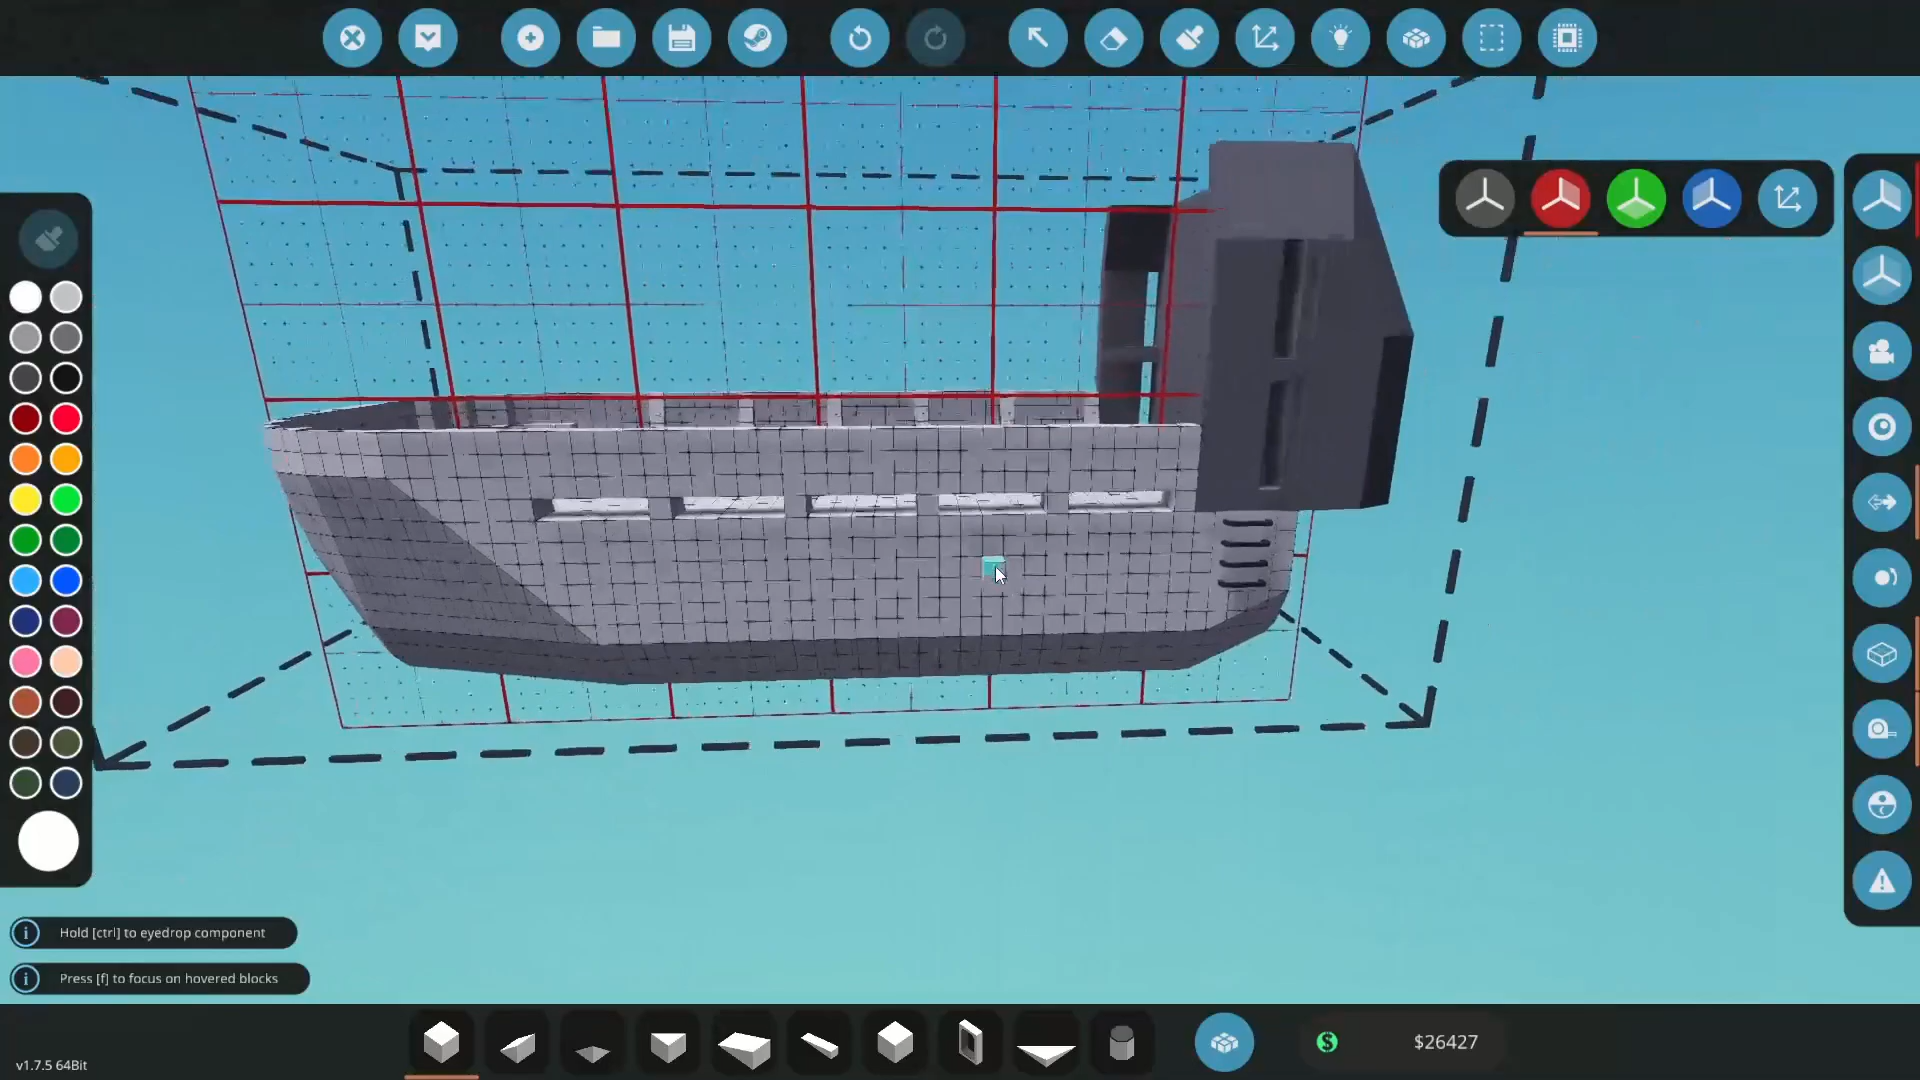 Hold [ctrl] to eyedrop component
Press [f] to focus on hovered blocks
$26427
v1.7.5 64Bit